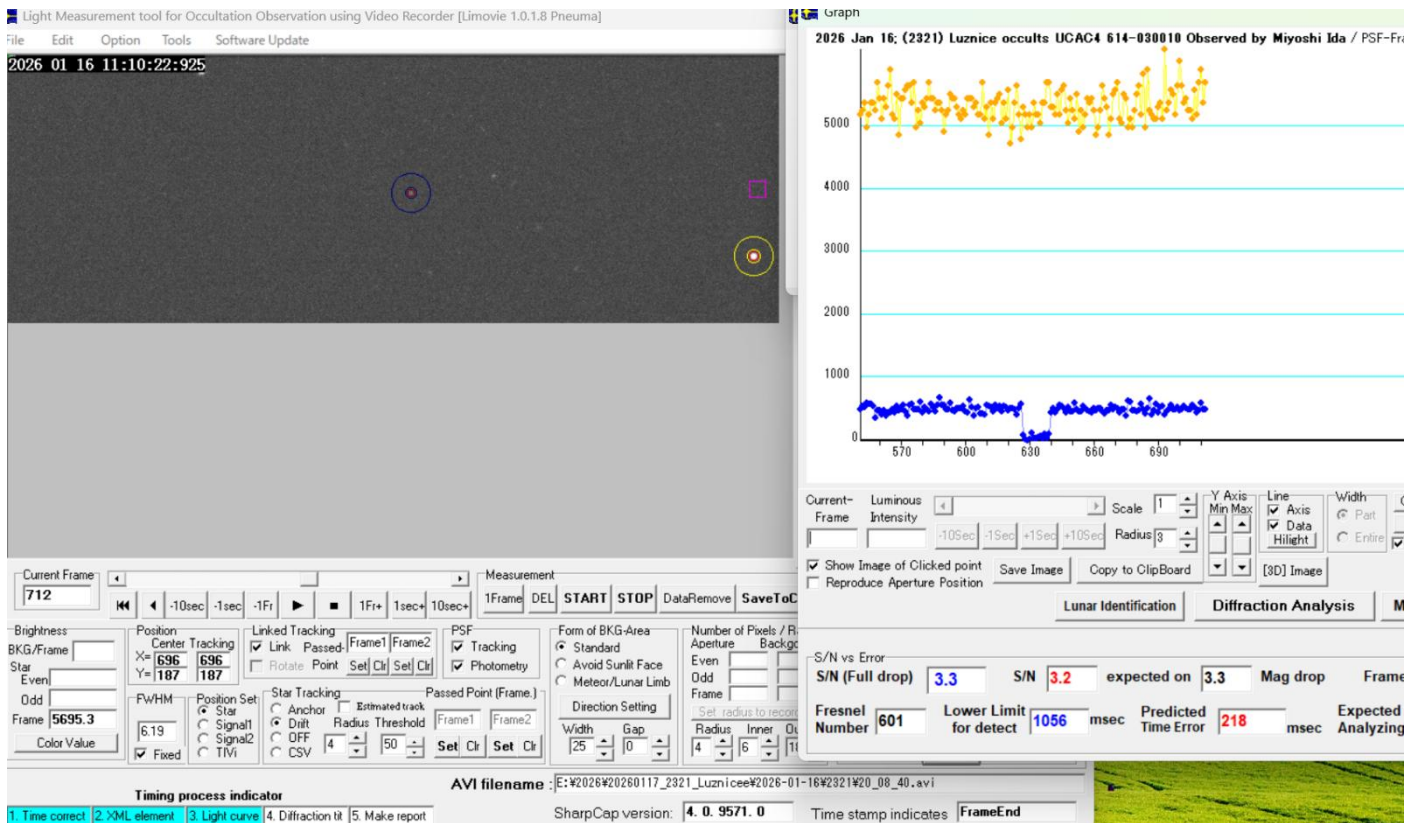 Light Measurement tool for Occultation Observation using Video Recorder [Limovie 1.0.1.8 Pneuma]
File Edit Option Tools Software Update
2026 01 16 11:10:22:925
Graph
2026 Jan 16; (2321) Luznice occults UCAC4 614-030010 Observed by Miyoshi Ida / PSF-Fra
5000
4000
3000
2000
1000
0
570 600 630 660 690
Current-Frame
Luminous Intensity
-10Sec -1Sec +1Sec +10Sec
Scale 1
Radius 3
Y Axis
Min Max
Line
Axis
Data
Hilight
Width
Part
Entire
Show Image of Clicked point
Reproduce Aperture Position
Save Image
Copy to ClipBoard
[3D] Image
Lunar Identification
Diffraction Analysis
M
S/N vs Error
S/N (Full drop) 3.3 S/N 3.2 expected on 3.3 Mag drop Frame
Fresnel Number 601 Lower Limit for detect 1056 msec Predicted Time Error 218 msec Expected Analyzing
Current Frame
712
-10sec -1sec -1Fr 1Fr+ 1sec+ 10sec+
Measurement
1Frame DEL START STOP DataRemove SaveToC
Brightness
BKG/Frame
Star
Even
Odd
Frame 5695.3
Color Value
Position
Center Tracking
X= 696 696
Y= 187 187
FWHM
6.19
Fixed
Position Set
Star
Signal1
Signal2
TIVi
Linked Tracking
Link Passed- Frame1 Frame2
Rotate Point Set Clr Set Clr
Star Tracking
Anchor
Drift
OFF
CSV
Estimated track
Radius Threshold
4 50
Passed Point (Frame.)
Frame1 Frame2
Set Clr Set Clr
PSF
Tracking
Photometry
Form of BKG-Area
Standard
Avoid Sunlit Face
Meteor/Lunar Limb
Direction Setting
Width Gap
25 0
Number of Pixels / R
Aperture Backgo
Even
Odd
Frame
Set radius to recor
Radius Inner Ou
4 6 18
AVI filename : E:¥2026¥20260117_2321_Luznicee¥2026-01-16¥2321¥20_08_40.avi
Timing process indicator
1. Time correct 2. XML element 3. Light curve 4. Diffraction tit 5. Make report
SharpCap version: 4. 0. 9571. 0
Time stamp indicates FrameEnd